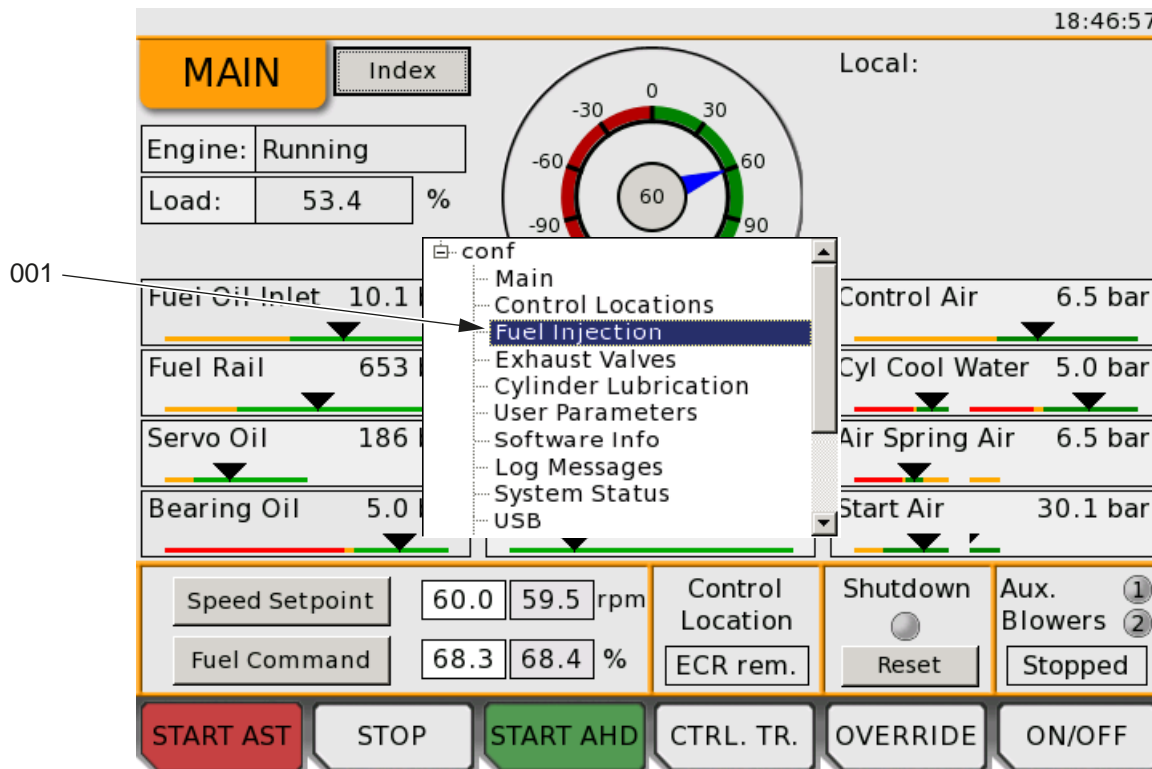 18:46:57
MAIN
Index
Local:
Engine: Running
Load: 53.4 %
0
-30 30
-60 60
60
-90 90
001
conf
Main
Control Locations
Fuel Injection
Exhaust Valves
Cylinder Lubrication
User Parameters
Software Info
Log Messages
System Status
USB
Fuel Oil Inlet 10.1
Fuel Rail 653
Servo Oil 186
Bearing Oil 5.0
Control Air 6.5 bar
Cyl Cool Water 5.0 bar
Air Spring Air 6.5 bar
Start Air 30.1 bar
Speed Setpoint 60.0 59.5 rpm
Fuel Command 68.3 68.4 %
Control
Location
ECR rem.
Shutdown
Reset
Aux. 1
Blowers 2
Stopped
START AST
STOP
START AHD
CTRL. TR.
OVERRIDE
ON/OFF